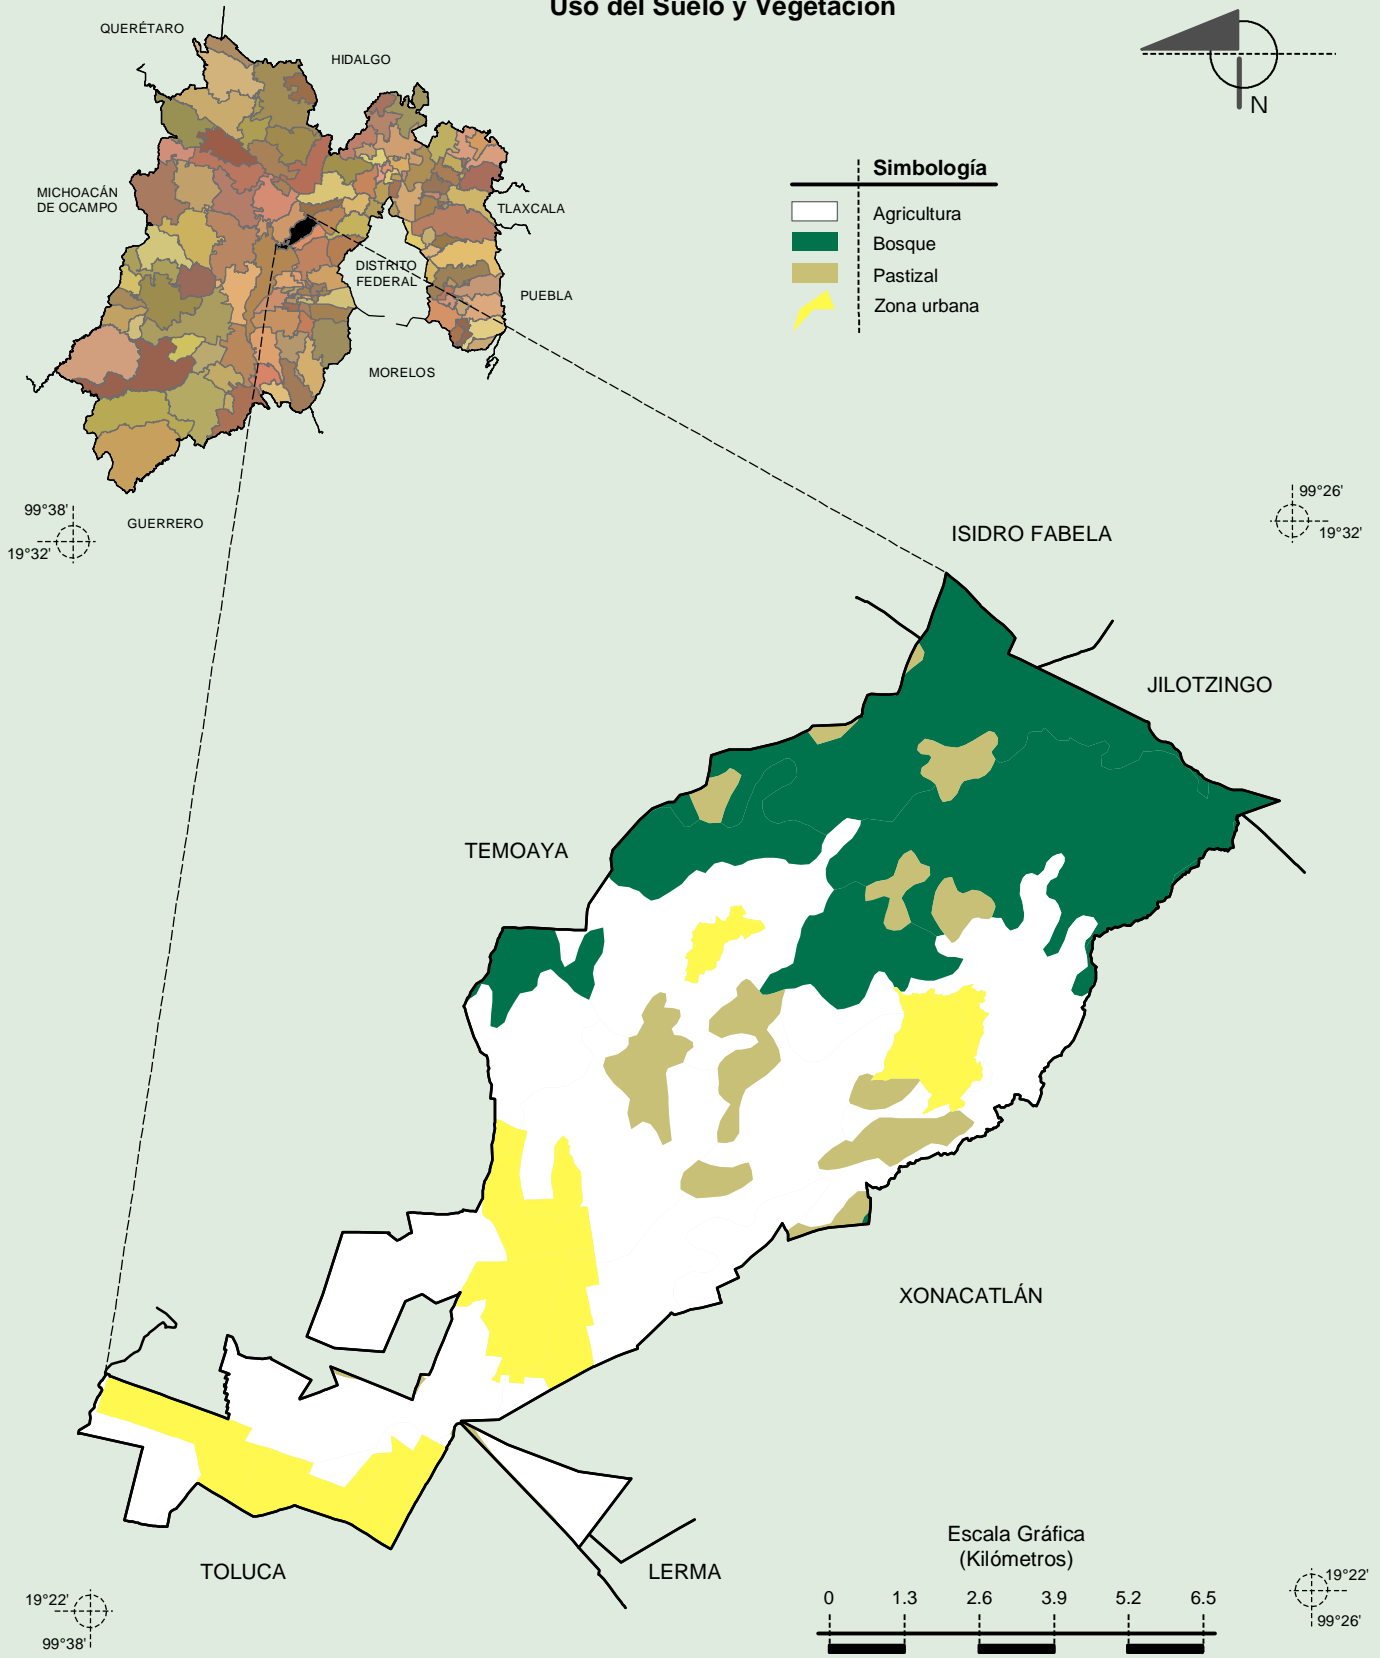 Uso del Suelo y Vegetación
QUERÉTARO
HIDALGO
N
MICHOACÁN
DE OCAMPO
TLAXCALA
DISTRITO
FEDERAL
PUEBLA
MORELOS
GUERRERO
Simbología
Agricultura
Bosque
Pastizal
Zona urbana
99°38'
19°32'
99°26'
19°32'
ISIDRO FABELA
JILOTZINGO
TEMOAYA
XONACATLÁN
TOLUCA
LERMA
Escala Gráfica
(Kilómetros)
0 1.3 2.6 3.9 5.2 6.5
19°22'
99°38'
19°22'
99°26'